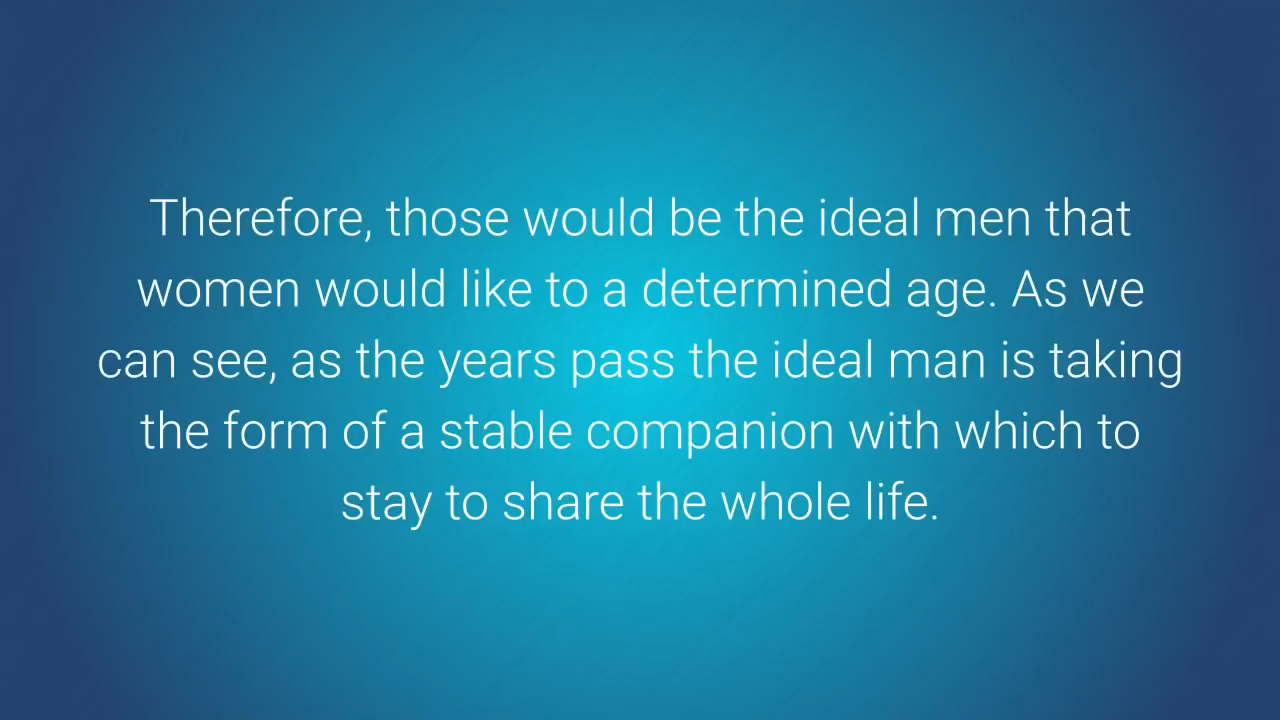 Therefore, those would be the ideal men that
women would like to a determined age. As we
can see, as the years pass the ideal man is taking
the form of a stable companion with which to
stay to share the whole life.